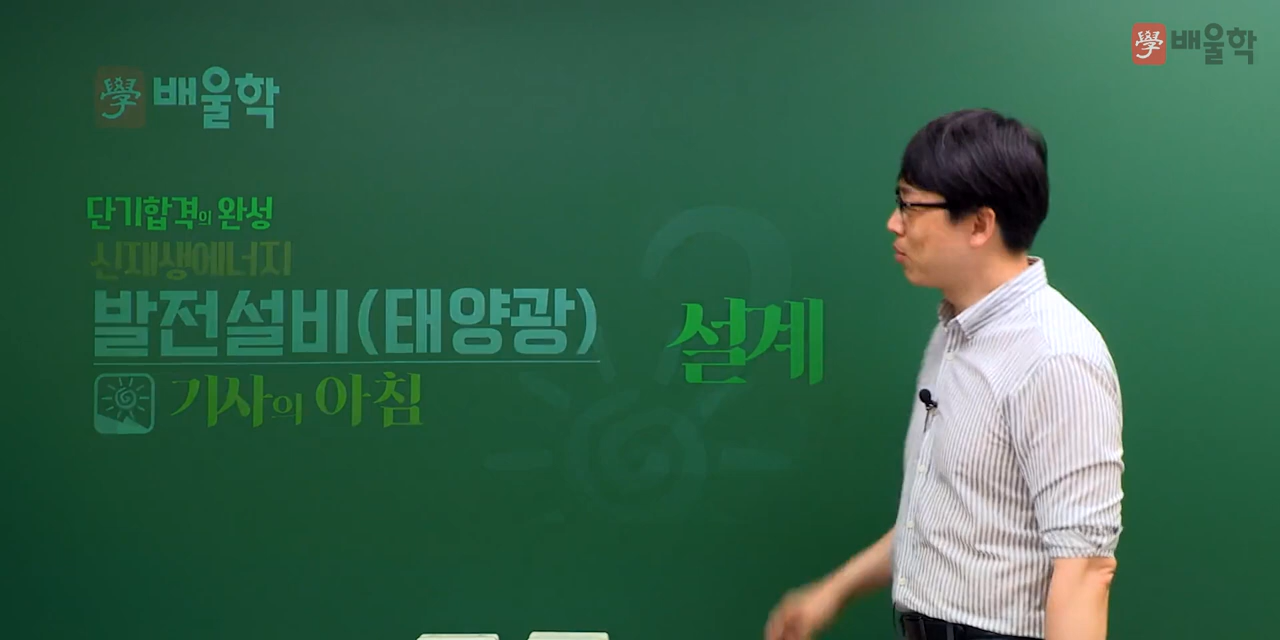 學 배울학
學 배울학
단기합격의 완성
신재생에너지
발전설비(태양광)
설계
기사의 아침